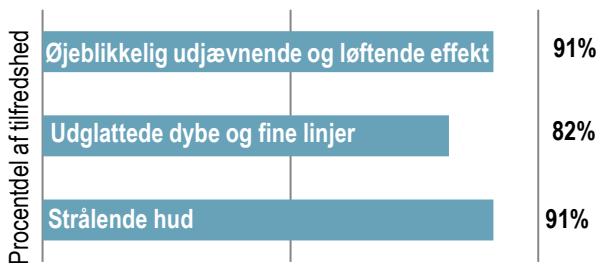 Procentdel af tilfredshed
Øjeblikkelig udjævnende og løftende effekt 91%
Udglattede dybe og fine linjer 82%
Strålende hud 91%